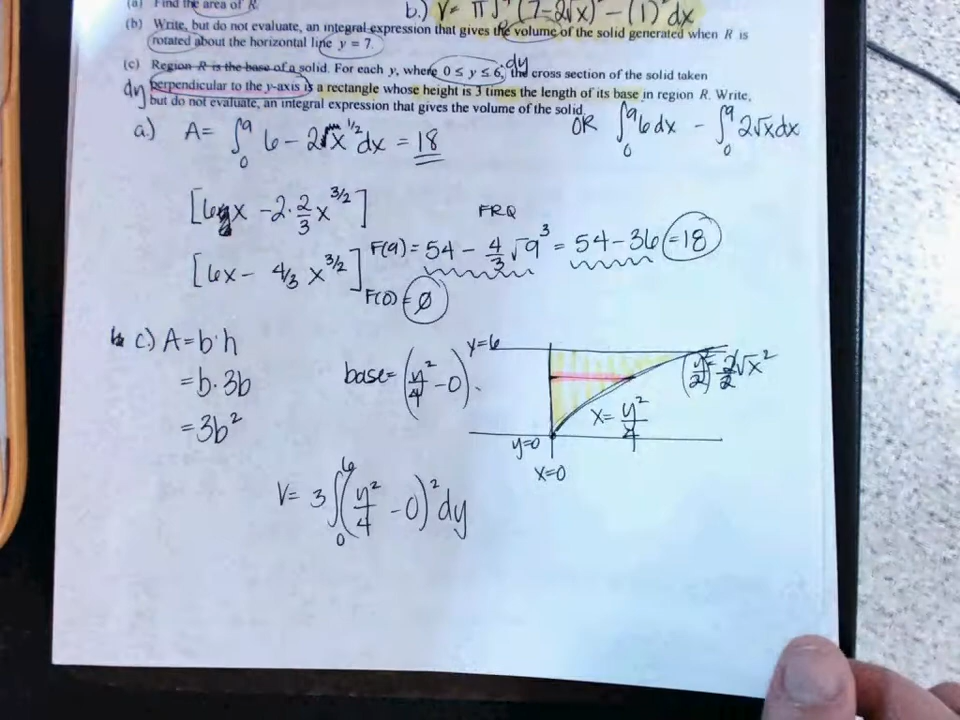 (a) Find the area of R.
b.) V= π∫ (7-2√x)² - (1)² dx
(b) Write, but do not evaluate, an integral expression that gives the volume of the solid generated when R is
rotated about the horizontal line y = 7.
dy
(c) Region R is the base of a solid. For each y, where 0 ≤ y ≤ 6, the cross section of the solid taken
dy perpendicular to the y-axis is a rectangle whose height is 3 times the length of its base in region R. Write,
but do not evaluate, an integral expression that gives the volume of the solid.
a.) A= ∫₀⁹ 6-2x^1/2 dx = 18
OR ∫₀⁹ 6dx - ∫₀⁹ 2√x dx
[6x -2·2/3 x^3/2]
FRQ
[6x - 4/3 x^3/2] F(9)= 54 - 4/3 √9³ = 54-36 =18
F(0)= ∅
c.) A=b·h
=b·3b
=3b²
base= (y²/4 -0)
y=6
(y/2)²= 2/2 √x²
x= y²/4
y=0
x=0
V= 3∫₀⁶ (y²/4 -0)² dy